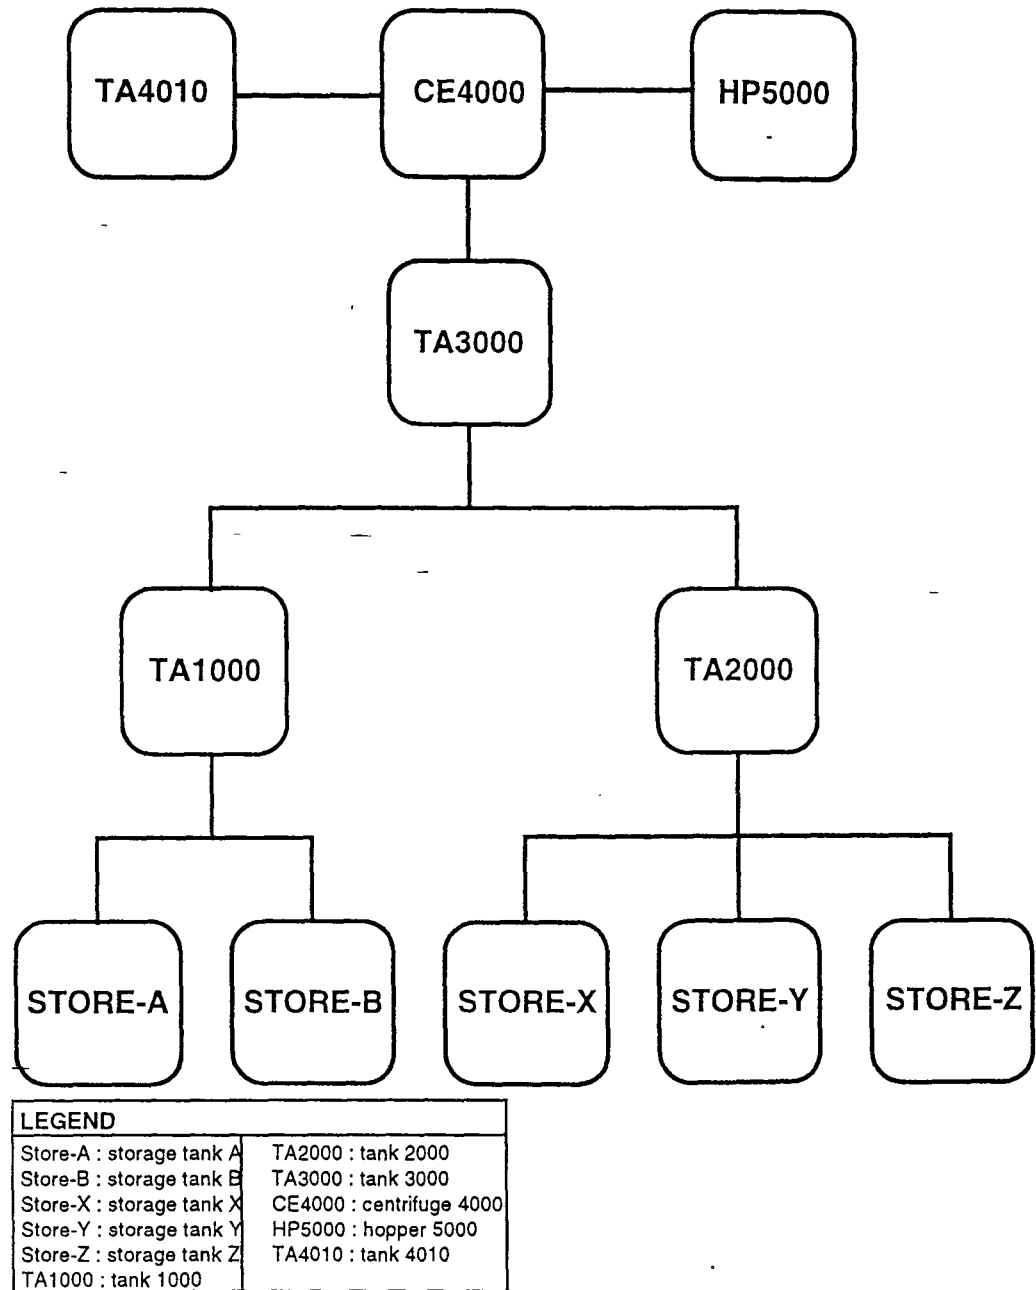 TA4010 CE4000 HP5000
TA3000
TA1000 TA2000
STORE-A STORE-B STORE-X STORE-Y STORE-Z
LEGEND
Store-A : storage tank A
Store-B : storage tank B
Store-X : storage tank X
Store-Y : storage tank Y
Store-Z : storage tank Z
TA1000 : tank 1000
TA2000 : tank 2000
TA3000 : tank 3000
CE4000 : centrifuge 4000
HP5000 : hopper 5000
TA4010 : tank 4010